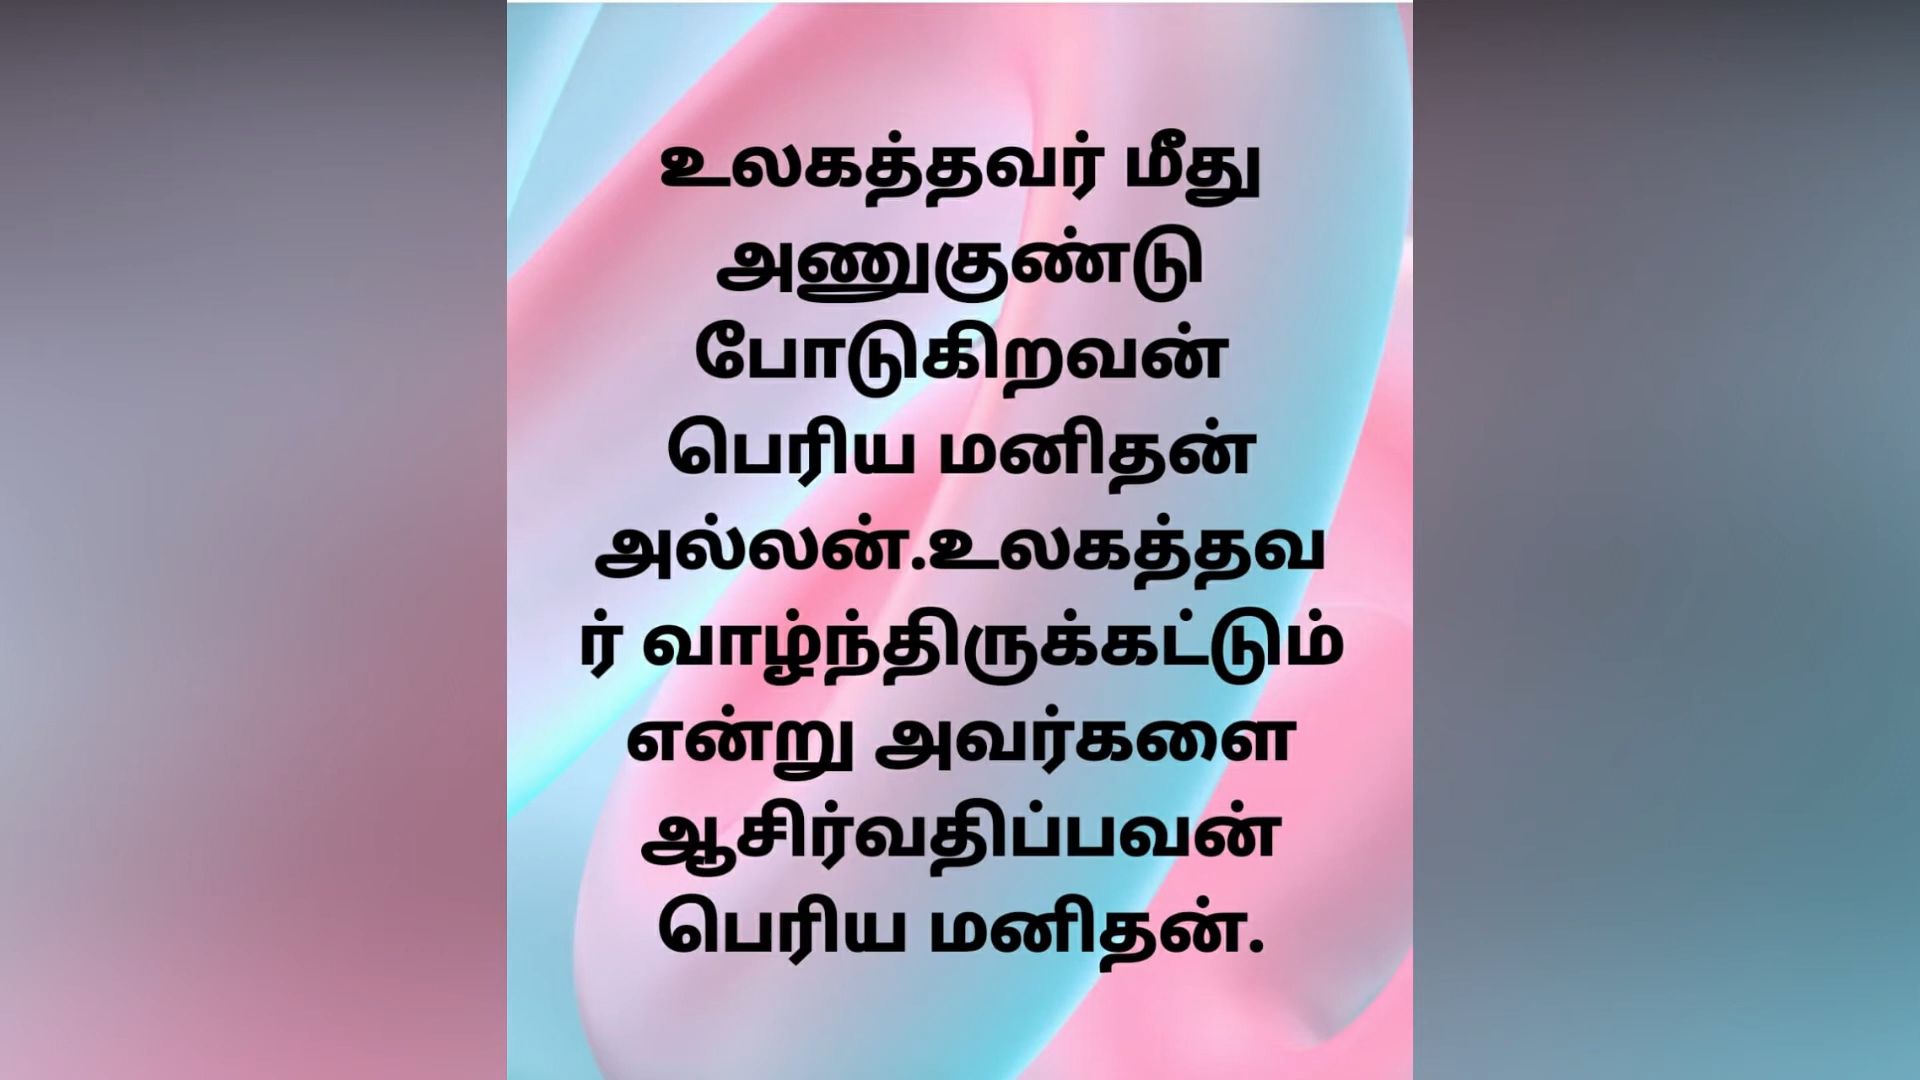 உலகத்தவர் மீது
அணுகுண்டு
போடுகிறவன்
பெரிய மனிதன்
அல்லன்.உலகத்தவ
ர் வாழ்ந்திருக்கட்டும்
என்று அவர்களை
ஆசிர்வதிப்பவன்
பெரிய மனிதன்.